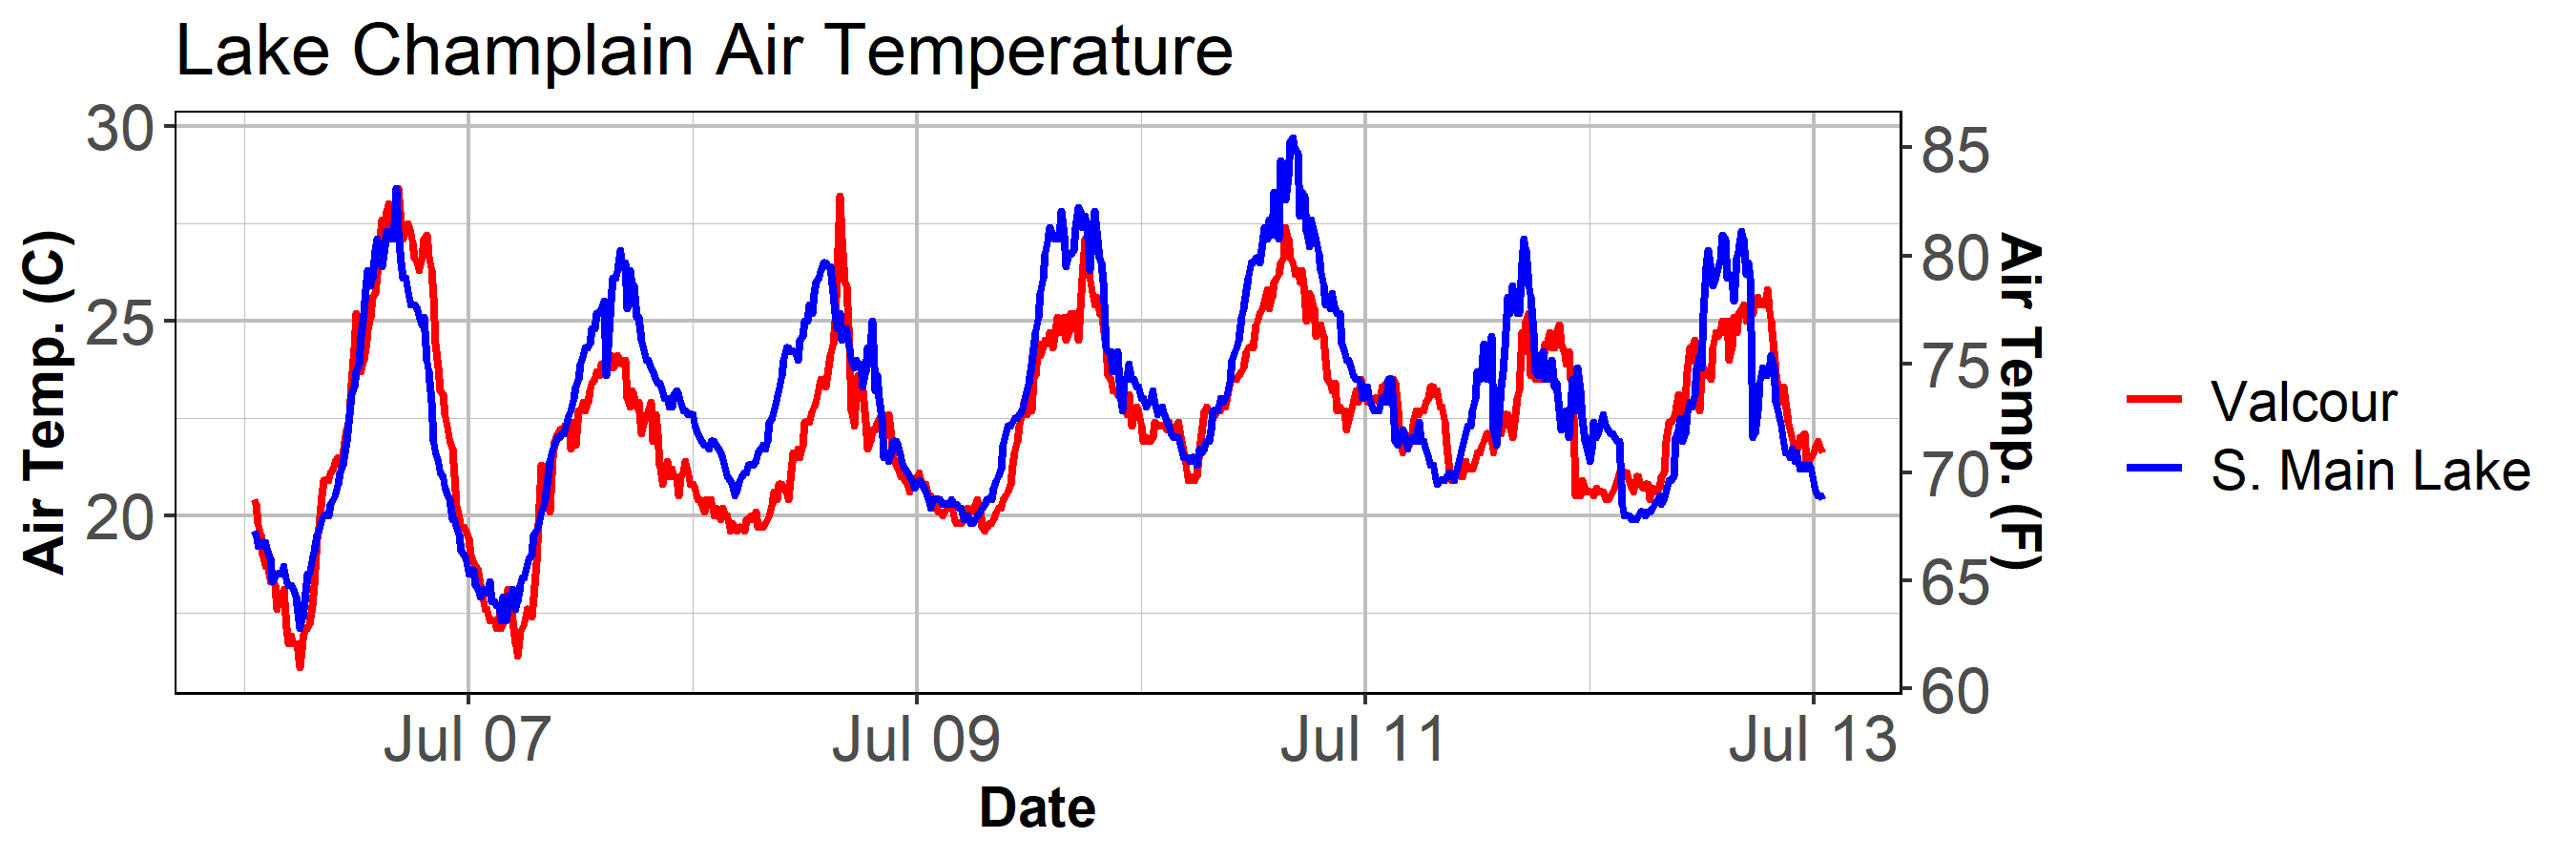 Lake Champlain Air Temperature
30
25
20
Air Temp. (C)
85
80
75
70
65
60
Air Temp. (F)
Jul 07
Jul 09
Jul 11
Jul 13
Date
Valcour
S. Main Lake